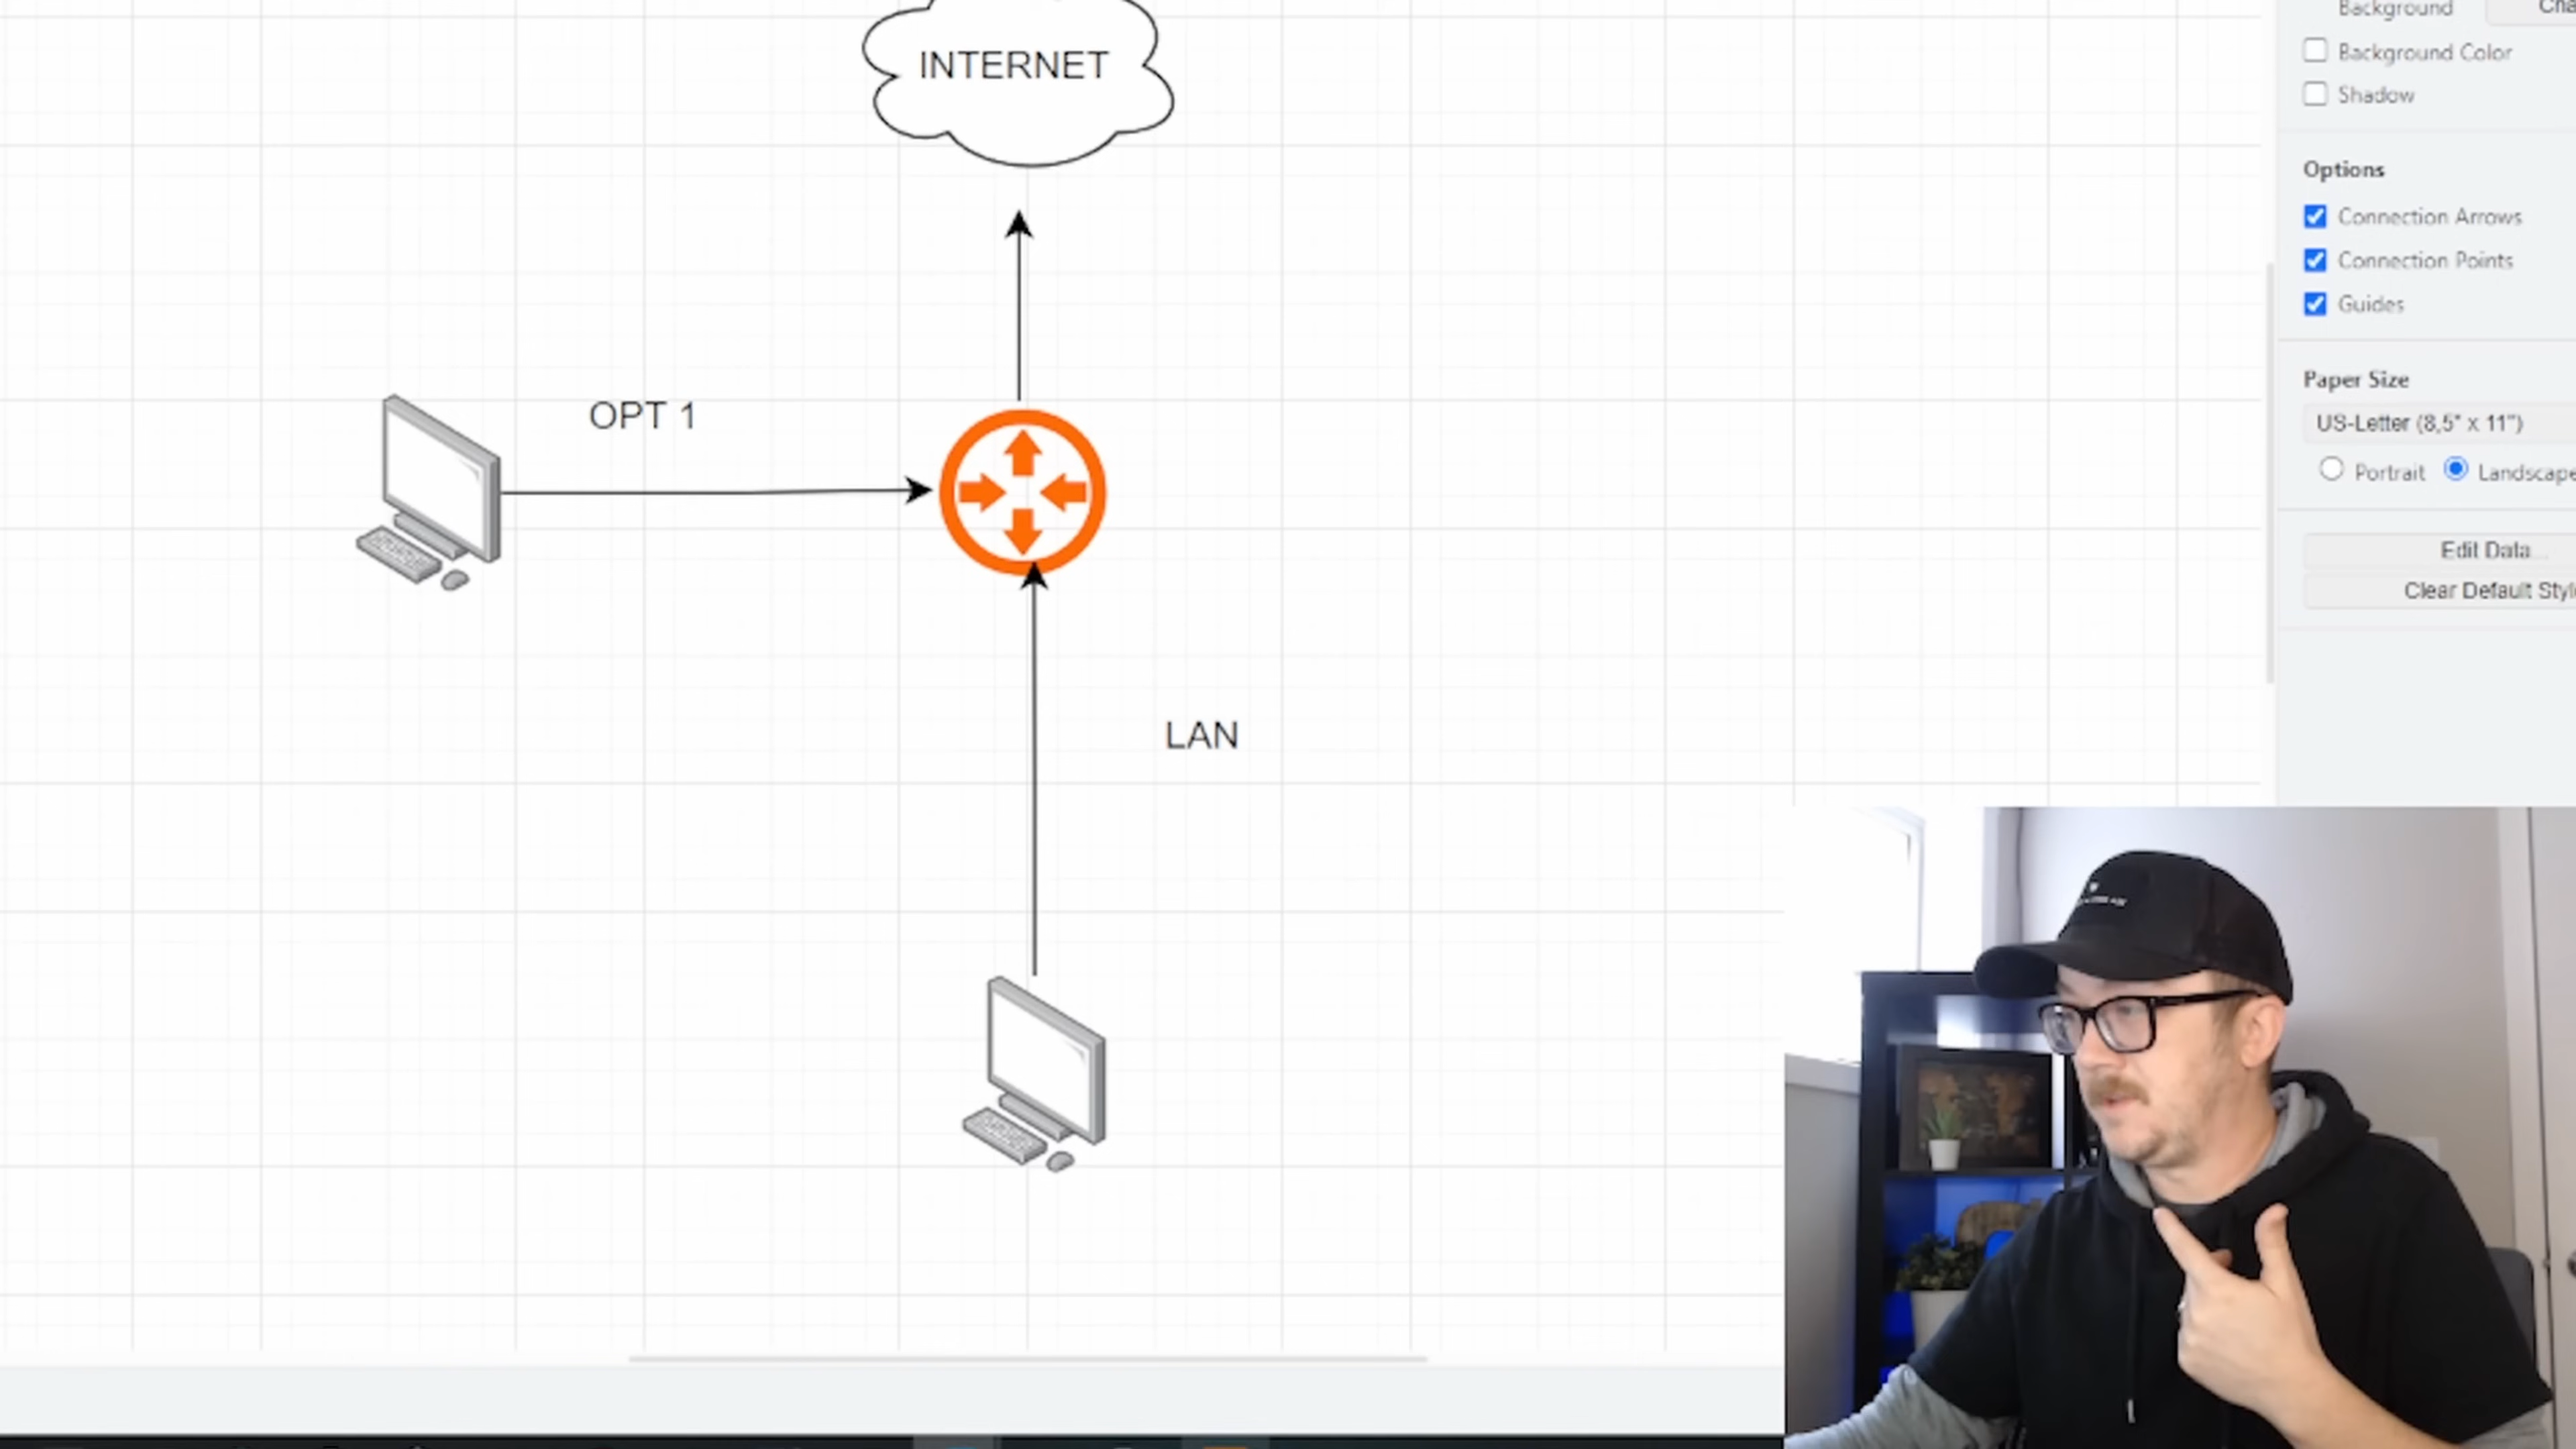 INTERNET
OPT 1
LAN
Background
Background Color
Shadow
Options
Connection Arrows
Connection Points
Guides
Paper Size
US-Letter (8,5" x 11")
Portrait
Landscape
Edit Data...
Clear Default